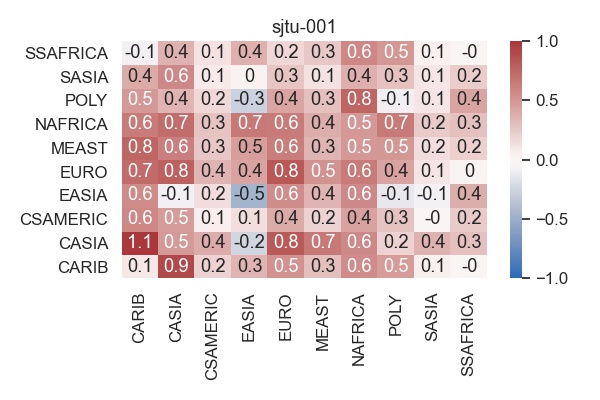 sjtu-001
SSAFRICA -0.1 0.4 0.1 0.4 0.2 0.3 0.6 0.5 0.1 -0
SASIA 0.4 0.6 0.1 0 0.3 0.1 0.4 0.3 0.1 0.2
POLY 0.5 0.4 0.2 -0.3 0.4 0.3 0.8 -0.1 0.1 0.4
NAFRICA 0.6 0.7 0.3 0.7 0.6 0.4 0.5 0.7 0.2 0.3
MEAST 0.8 0.6 0.3 0.5 0.6 0.3 0.5 0.5 0.2 0.2
EURO 0.7 0.8 0.4 0.4 0.8 0.5 0.6 0.4 0.1 0
EASIA 0.6 -0.1 0.2 -0.5 0.6 0.4 0.6 -0.1 -0.1 0.4
CSAMERIC 0.6 0.5 0.1 0.1 0.4 0.2 0.4 0.3 -0 0.2
CASIA 1.1 0.5 0.4 -0.2 0.8 0.7 0.6 0.2 0.4 0.3
CARIB 0.1 0.9 0.2 0.3 0.5 0.3 0.6 0.5 0.1 -0
CARIB CASIA CSAMERIC EASIA EURO MEAST NAFRICA POLY SASIA SSAFRICA
1.0
0.5
0.0
−0.5
−1.0